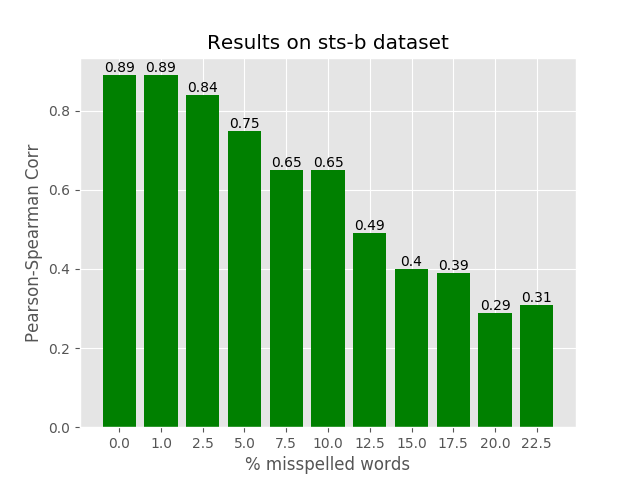 Results on sts-b dataset
0.89 0.89 0.84 0.75 0.65 0.65 0.49 0.4 0.39 0.29 0.31
Pearson-Spearman Corr
0.8
0.6
0.4
0.2
0.0
0.0 1.0 2.5 5.0 7.5 10.0 12.5 15.0 17.5 20.0 22.5
% misspelled words